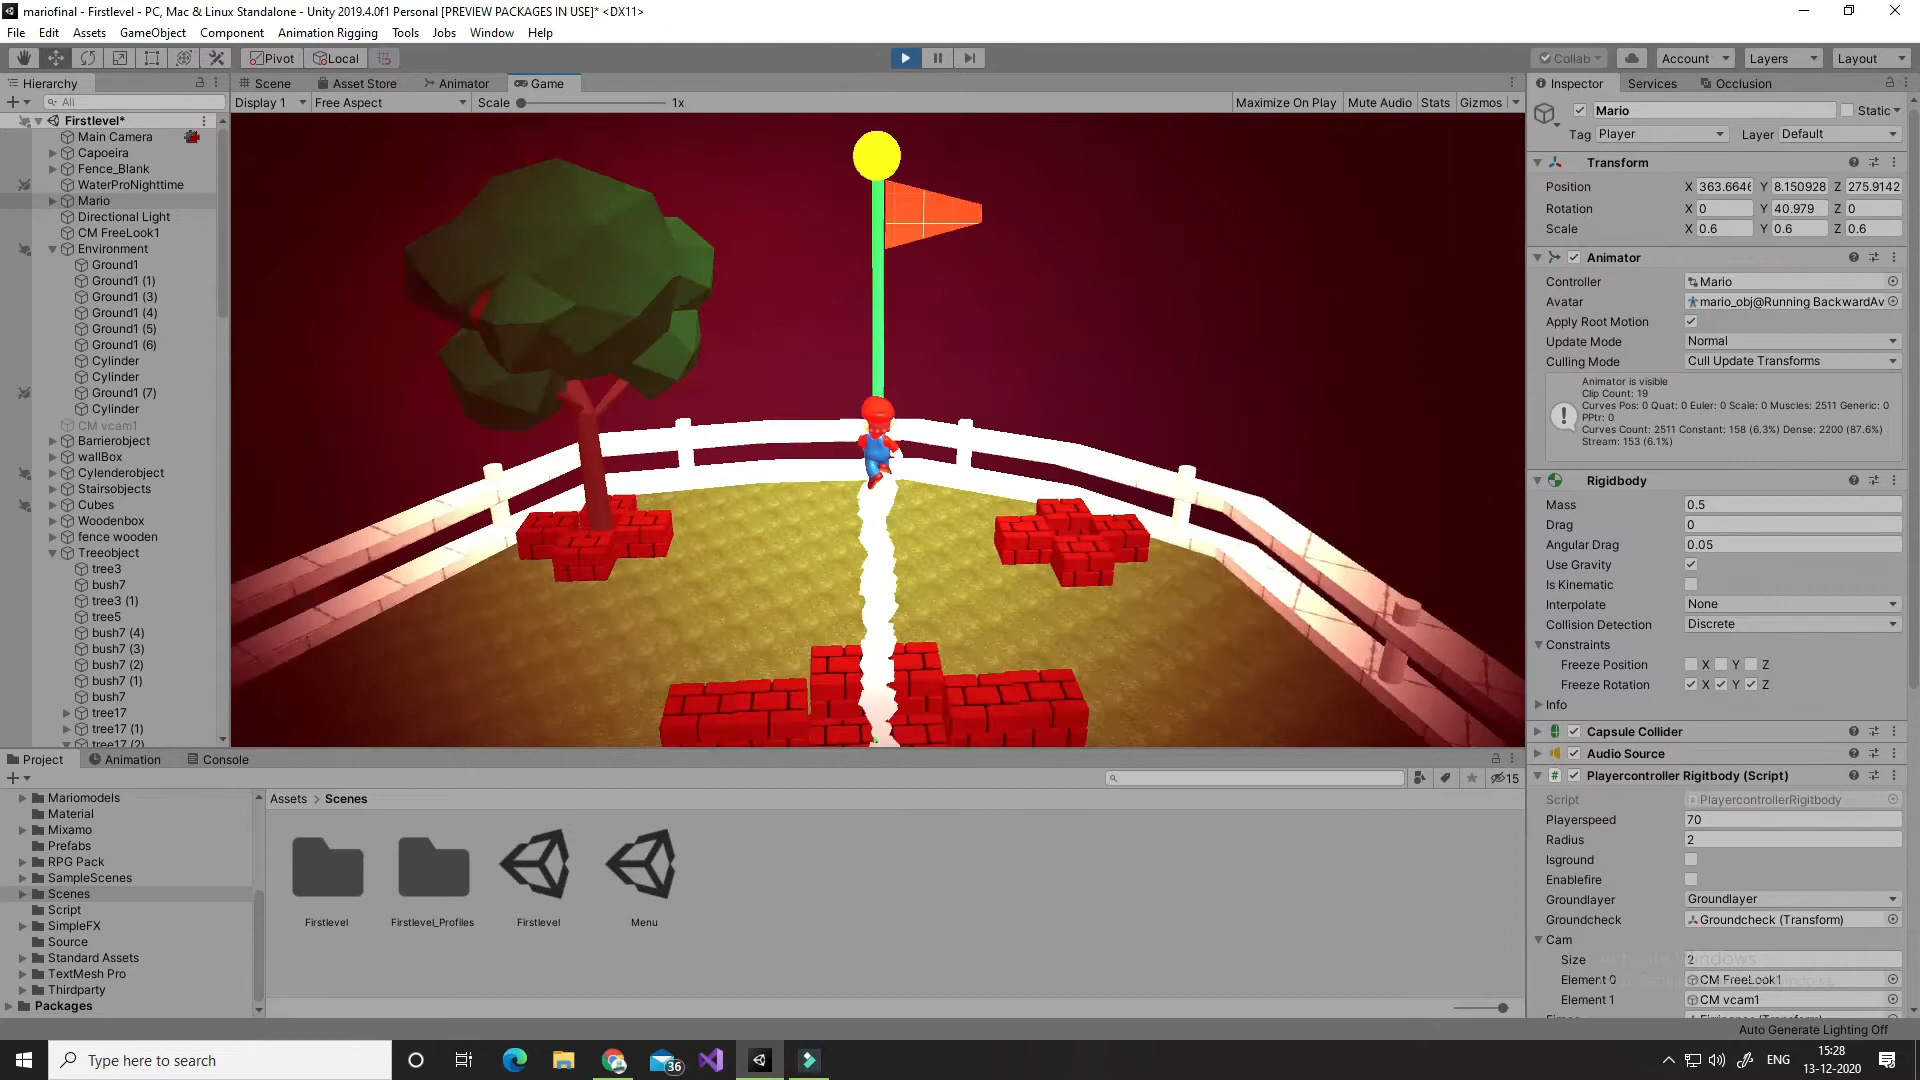 mariofinal - Firstlevel - PC, Mac & Linux Standalone - Unity 2019.4.0f1 Personal [PREVIEW PACKAGES IN USE]* <DX11>
File Edit Assets GameObject Component Animation Rigging Tools Jobs Window Help
Pivot Local Collab Account Layers Layout
Hierarchy
All
Firstlevel*
Main Camera
Capoeira
Fence_Blank
WaterProNighttime
Mario
Directional Light
CM FreeLook1
Environment
Ground1
Ground1 (1)
Ground1 (3)
Ground1 (4)
Ground1 (5)
Ground1 (6)
Cylinder
Cylinder
Ground1 (7)
Cylinder
CM vcam1
Barrierobject
wallBox
Cylenderobject
Stairsobjects
Cubes
Woodenbox
fence wooden
Treeobject
tree3
bush7
tree3 (1)
tree5
bush7 (4)
bush7 (3)
bush7 (2)
bush7 (1)
bush7
tree17
tree17 (1)
tree17 (2)
Scene Asset Store Animator Game
Display 1 Free Aspect Scale 1x Maximize On Play Mute Audio Stats Gizmos
Inspector Services Occlusion
Mario Static
Tag Player Layer Default
Transform
Position X 363.6646 Y 8.150928 Z 275.9142
Rotation X 0 Y 40.979 Z 0
Scale X 0.6 Y 0.6 Z 0.6
Animator
Controller Mario
Avatar mario_obj@Running BackwardAv
Apply Root Motion
Update Mode Normal
Culling Mode Cull Update Transforms
Animator is visible
Clip Count: 19
Curves Pos: 0 Quat: 0 Euler: 0 Scale: 0 Muscles: 2511 Generic: 0
PPtr: 0
Curves Count: 2511 Constant: 158 (6.3%) Dense: 2200 (87.6%)
Stream: 153 (6.1%)
Rigidbody
Mass 0.5
Drag 0
Angular Drag 0.05
Use Gravity
Is Kinematic
Interpolate None
Collision Detection Discrete
Constraints
Freeze Position X Y Z
Freeze Rotation X Y Z
Info
Capsule Collider
Audio Source
Playercontroller Rigitbody (Script)
Script PlayercontrollerRigitbody
Playerspeed 70
Radius 2
Isground
Enablefire
Groundlayer Groundlayer
Groundcheck Groundcheck (Transform)
Cam
Size 2
Element 0 CM FreeLook1
Element 1 CM vcam1
Project Animation Console
15
Mariomodels
Material
Mixamo
Prefabs
RPG Pack
SampleScenes
Scenes
Script
SimpleFX
Source
Standard Assets
TextMesh Pro
Thirdparty
Packages
Assets > Scenes
Firstlevel Firstlevel_Profiles Firstlevel Menu
Auto Generate Lighting Off
Type here to search
36
ENG
15:28
13-12-2020